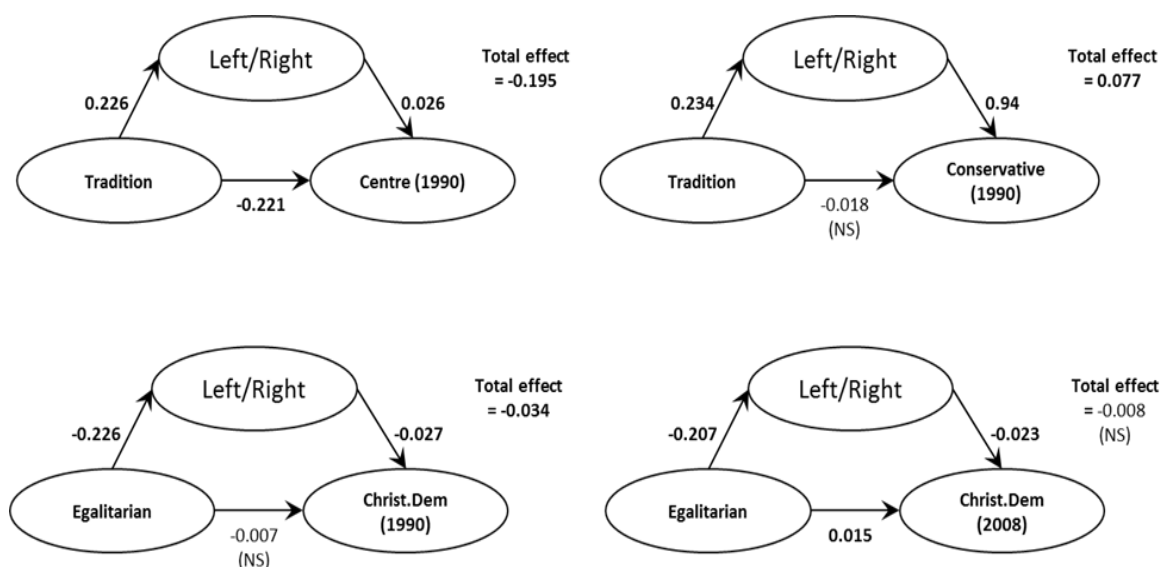 Left/Right
Total effect
= -0.195
0.226
0.026
Tradition
Centre (1990)
-0.221
Left/Right
Total effect
= 0.077
0.234
0.94
Tradition
Conservative
(1990)
-0.018
(NS)
Left/Right
Total effect
= -0.034
-0.226
-0.027
Egalitarian
Christ.Dem
(1990)
-0.007
(NS)
Left/Right
Total effect
= -0.008
(NS)
-0.207
-0.023
Egalitarian
Christ.Dem
(2008)
0.015